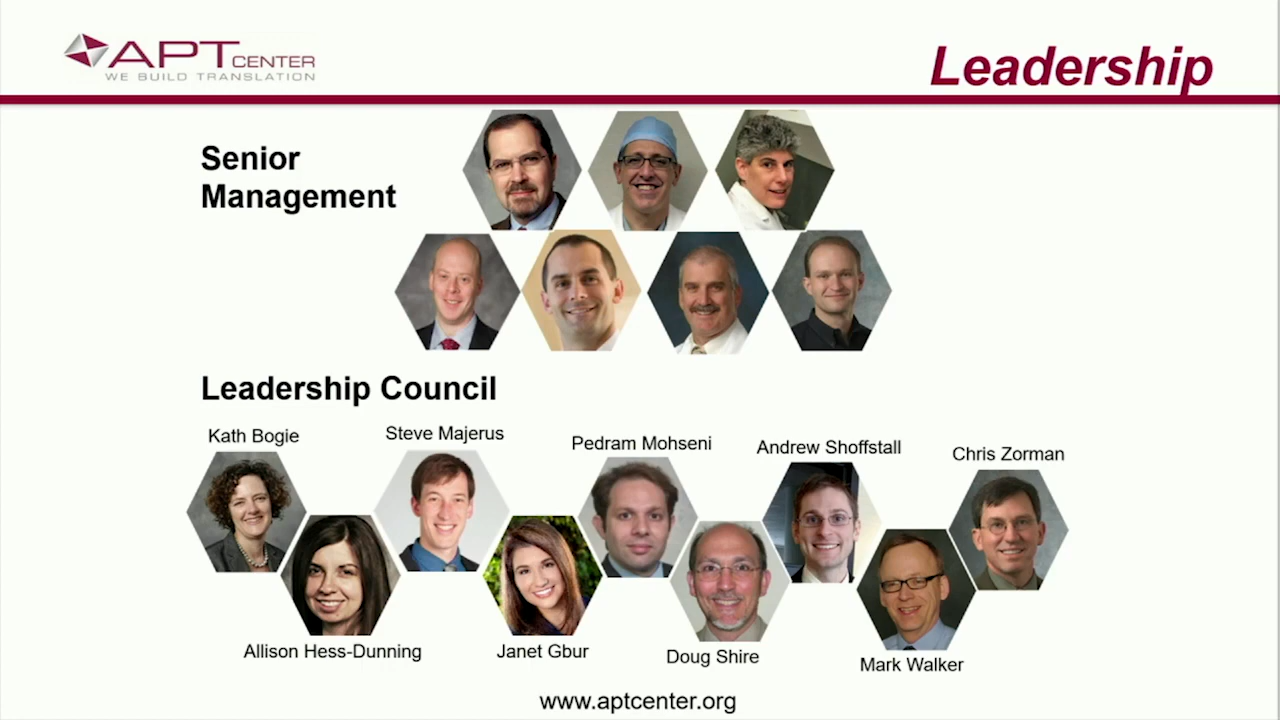 APT CENTER
WE BUILD TRANSLATION
Leadership
Senior
Management
Leadership Council
Kath Bogie
Steve Majerus
Pedram Mohseni
Andrew Shoffstall
Chris Zorman
Allison Hess-Dunning
Janet Gbur
Doug Shire
Mark Walker
www.aptcenter.org